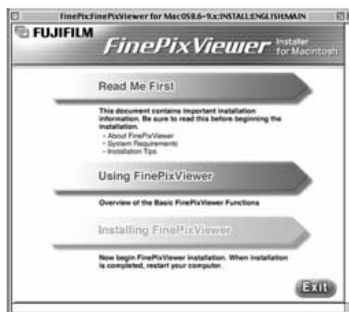 FinePix:FinePixViewer for MacOS8.6-9.x:INSTALL:ENGLISH:MAIN
FUJIFILM
FinePixViewer Installer for Macintosh
Read Me First
This document contains important installation
information. Be sure to read this before beginning the
installation.
- About FinePixViewer
- System Requirements
- Installation Tips
Using FinePixViewer
Overview of the Basic FinePixViewer Functions
Installing FinePixViewer
Now begin FinePixViewer installation. When installation
is completed, restart your computer.
Exit